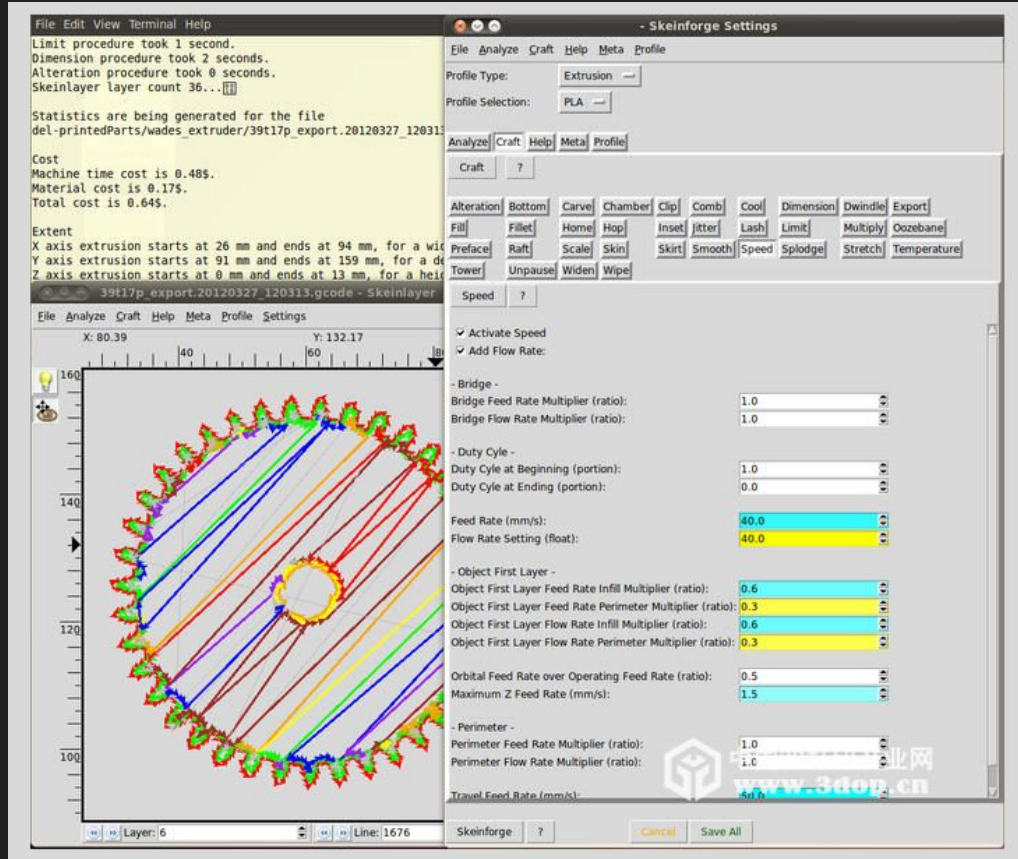 File Edit View Terminal Help
Limit procedure took 1 second.
Dimension procedure took 2 seconds.
Alteration procedure took 0 seconds.
Skeinlayer layer count 36...
Statistics are being generated for the file
del-printedParts/wades_extruder/39t17p_export.20120327_120313
Cost
Machine time cost is 0.48$.
Material cost is 0.17$.
Total cost is 0.64$.
Extent
X axis extrusion starts at 26 mm and ends at 94 mm, for a wid
Y axis extrusion starts at 91 mm and ends at 159 mm, for a de
Z axis extrusion starts at 0 mm and ends at 13 mm, for a heig
39t17p_export.20120327_120313.gcode - Skeinlayer
File Analyze Craft Help Meta Profile Settings
X: 80.39 Y: 132.17
40 60 80
160
140
120
100
Layer: 6 Line: 1676
- Skeinforge Settings
File Analyze Craft Help Meta Profile
Profile Type: Extrusion
Profile Selection: PLA
Analyze Craft Help Meta Profile
Craft ?
Alteration Bottom Carve Chamber Clip Comb Cool Dimension Dwindle Export
Fill Fillet Home Hop Inset Jitter Lash Limit Multiply Oozebane
Preface Raft Scale Skin Skirt Smooth Speed Splodge Stretch Temperature
Tower Unpause Widen Wipe
Speed ?
Activate Speed
Add Flow Rate:
- Bridge -
Bridge Feed Rate Multiplier (ratio): 1.0
Bridge Flow Rate Multiplier (ratio): 1.0
- Duty Cyle -
Duty Cyle at Beginning (portion): 1.0
Duty Cyle at Ending (portion): 0.0
Feed Rate (mm/s): 40.0
Flow Rate Setting (float): 40.0
- Object First Layer -
Object First Layer Feed Rate Infill Multiplier (ratio): 0.6
Object First Layer Feed Rate Perimeter Multiplier (ratio): 0.3
Object First Layer Flow Rate Infill Multiplier (ratio): 0.6
Object First Layer Flow Rate Perimeter Multiplier (ratio): 0.3
Orbital Feed Rate over Operating Feed Rate (ratio): 0.5
Maximum Z Feed Rate (mm/s): 1.5
- Perimeter -
Perimeter Feed Rate Multiplier (ratio): 1.0
Perimeter Flow Rate Multiplier (ratio): 1.0
Travel Feed Rate (mm/s): 50.0
www.3dop.cn
Skeinforge ? Cancel Save All